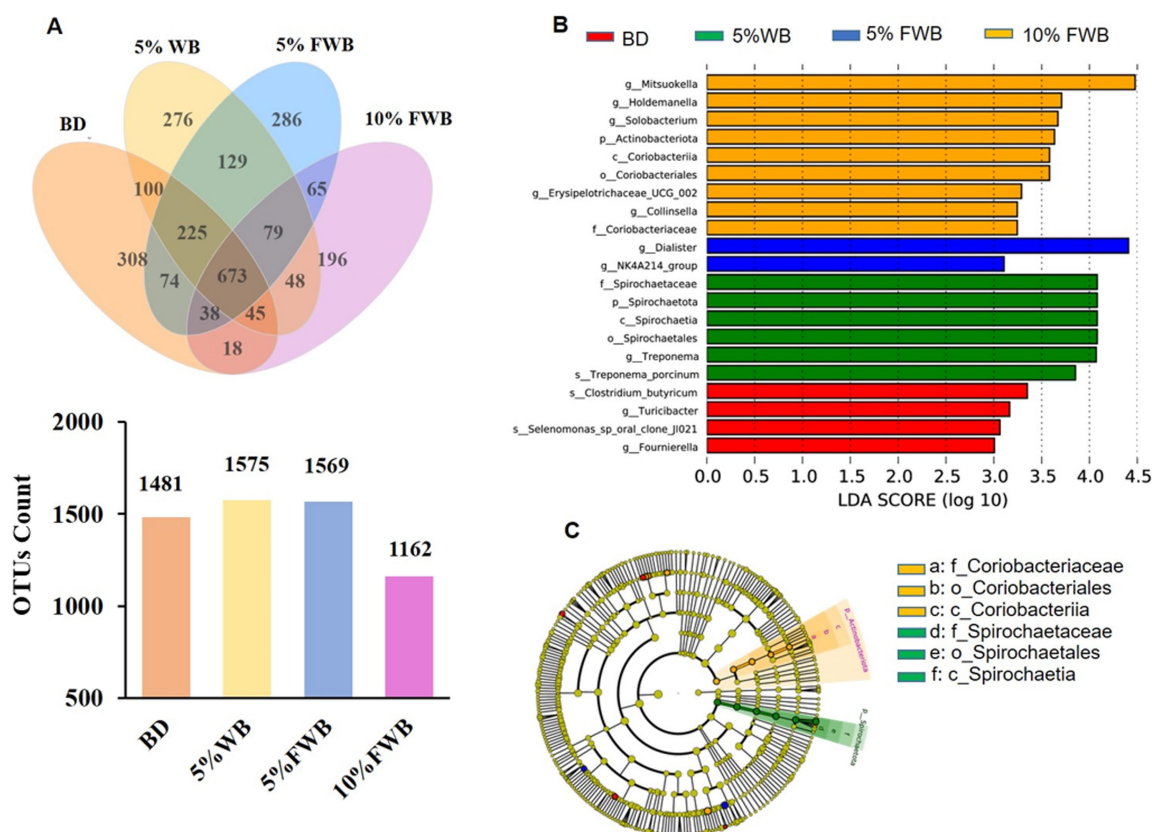 A
5% WB
5% FWB
BD
10% FWB
276
286
129
100
65
225
79
308
673
196
74
48
38
45
18
2000
1500
1000
500
OTUs Count
1481
1575
1569
1162
BD
5%WB
5%FWB
10%FWB
B
BD
5%WB
5% FWB
10% FWB
g__Mitsuokella
g__Holdemanella
g__Solobacterium
p__Actinobacteriota
c__Coriobacteriia
o__Coriobacteriales
g__Erysipelotrichaceae_UCG_002
g__Collinsella
f__Coriobacteriaceae
g__Dialister
g__NK4A214_group
f__Spirochaetaceae
p__Spirochaetota
c__Spirochaetia
o__Spirochaetales
g__Treponema
s__Treponema_porcinum
s__Clostridium_butyricum
g__Turicibacter
s__Selenomonas_sp_oral_clone_JI021
g__Fournierella
0.0 0.5 1.0 1.5 2.0 2.5 3.0 3.5 4.0 4.5
LDA SCORE (log 10)
C
a
b
c
p__Actinobacteriota
d
e
f
p__Spirochaetota
a: f_Coriobacteriaceae
b: o_Coriobacteriales
c: c_Coriobacteriia
d: f_Spirochaetaceae
e: o_Spirochaetales
f: c_Spirochaetia